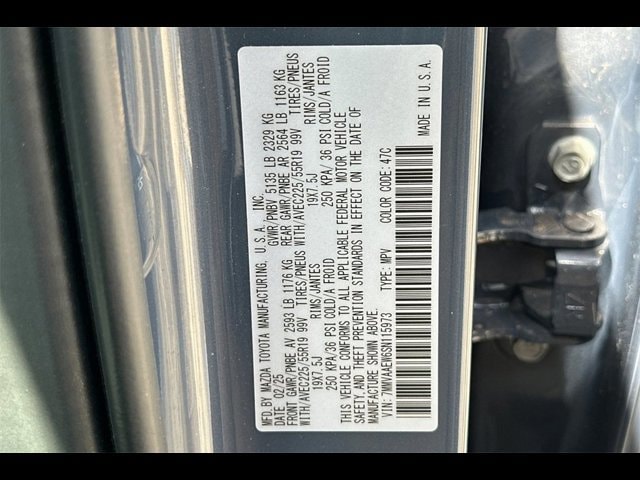 MFD.BY MAZDA TOYOTA MANUFACTURING, U.S.A., INC.
DATE 02/25 GVWR/PNBV 5135 LB 2329 KG
FRONT GAWR/PNBE AV 2593 LB 1176 KG REAR GAWR/PNBE AR 2564 LB 1163 KG
WITH/AVEC225/55R19 99V TIRES/PNEUS WITH/AVEC225/55R19 99V TIRES/PNEUS
19X7.5J RIMS/JANTES 19X7.5J RIMS/JANTES
250 KPA/36 PSI COLD/A FROID 250 KPA/ 36 PSI COLD/A FROID
THIS VEHICLE CONFORMS TO ALL APPLICABLE FEDERAL MOTOR VEHICLE
SAFETY, AND THEFT PREVENTION STANDARDS IN EFFECT ON THE DATE OF
MANUFACTURE SHOWN ABOVE.
VIN: 7MMVAAEW6SN115973 TYPE: MPV COLOR CODE: 47C
MADE IN U.S.A.